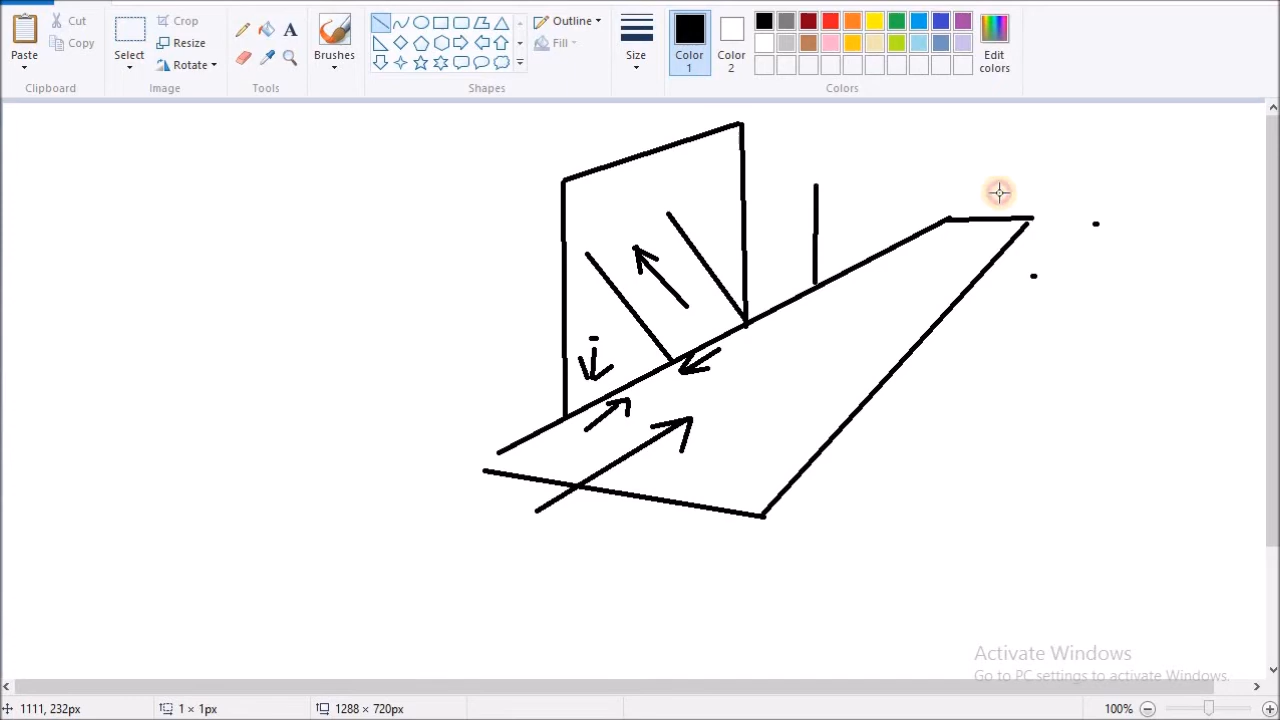 Paste
Cut
Copy
Clipboard
Select
Crop
Resize
Rotate
Image
A
Tools
Brushes
Outline
Fill
Shapes
Size
Color 1
Color 2
Edit colors
Colors
Activate Windows
Go to PC settings to activate Windows.
1111, 232px
1 × 1px
1288 × 720px
100%